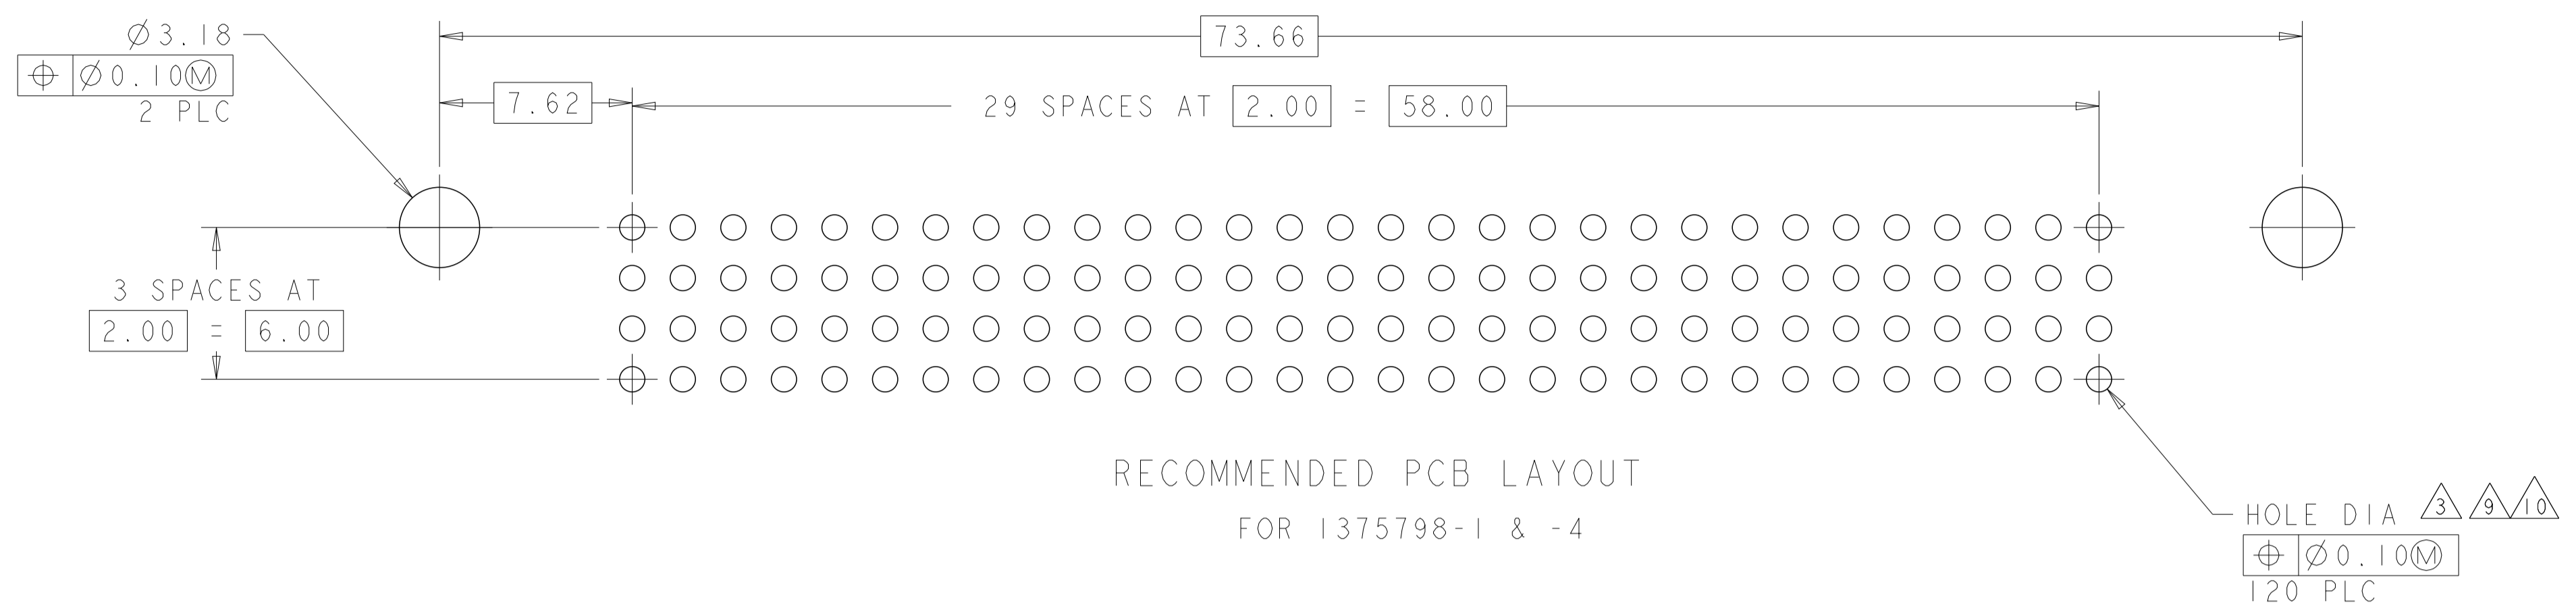 Ø3.18
⌖ Ø0.10Ⓜ
2 PLC
73.66
7.62
29 SPACES AT 2.00 = 58.00
3 SPACES AT
2.00 = 6.00
RECOMMENDED PCB LAYOUT
FOR 1375798-1 & -4
HOLE DIA 3 9 10
⌖ Ø0.10Ⓜ
120 PLC